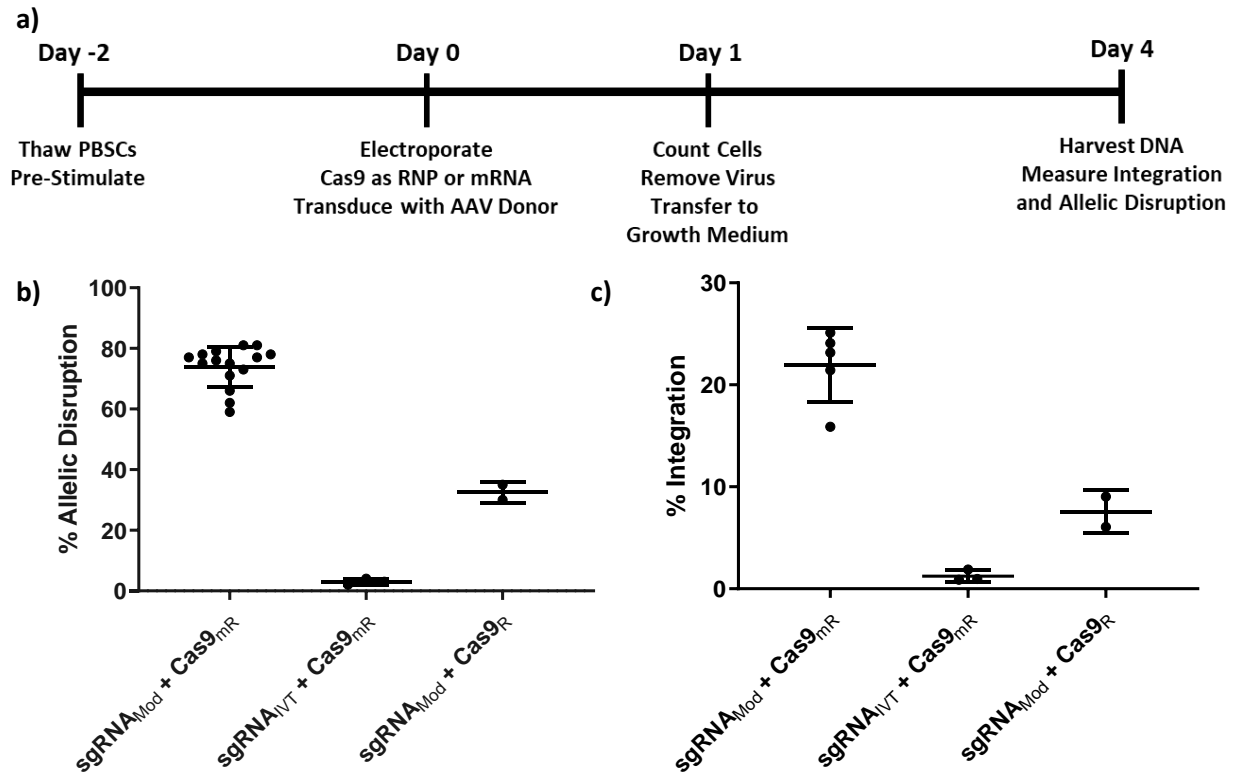 a)
Day -2
Day 0
Day 1
Day 4
Thaw PBSCs
Pre-Stimulate
Electroporate
Cas9 as RNP or mRNA
Transduce with AAV Donor
Count Cells
Remove Virus
Transfer to
Growth Medium
Harvest DNA
Measure Integration
and Allelic Disruption
b)
% Allelic Disruption
100
80
60
40
20
0
sgRNAMod + Cas9mR
sgRNAIVT + Cas9mR
sgRNAMod + Cas9R
c)
% Integration
30
20
10
0
sgRNAMod + Cas9mR
sgRNAIVT + Cas9mR
sgRNAMod + Cas9R